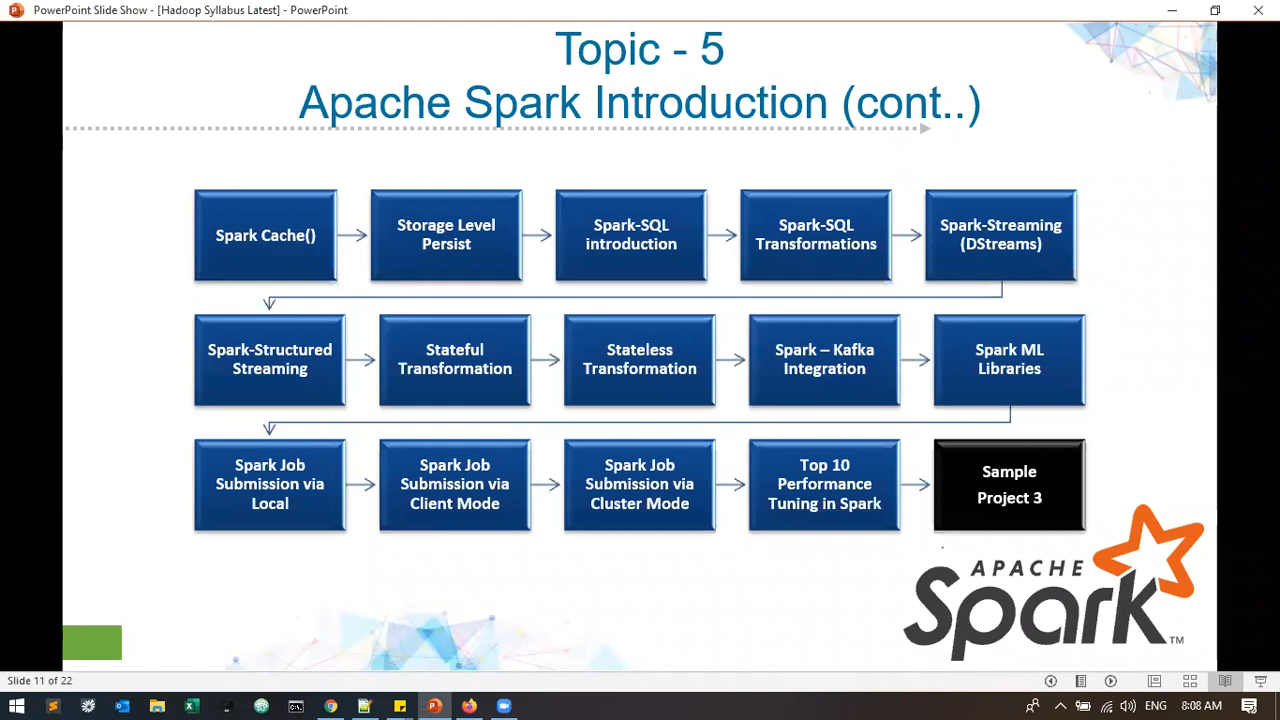 PowerPoint Slide Show - [Hadoop Syllabus Latest] - PowerPoint
Topic - 5
Apache Spark Introduction (cont..)
Spark Cache()
Storage Level
Persist
Spark-SQL
introduction
Spark-SQL
Transformations
Spark-Streaming
(DStreams)
Spark-Structured
Streaming
Stateful
Transformation
Stateless
Transformation
Spark – Kafka
Integration
Spark ML
Libraries
Spark Job
Submission via
Local
Spark Job
Submission via
Client Mode
Spark Job
Submission via
Cluster Mode
Top 10
Performance
Tuning in Spark
Sample
Project 3
APACHE
Spark™
Slide 11 of 22
ENG
8:08 AM